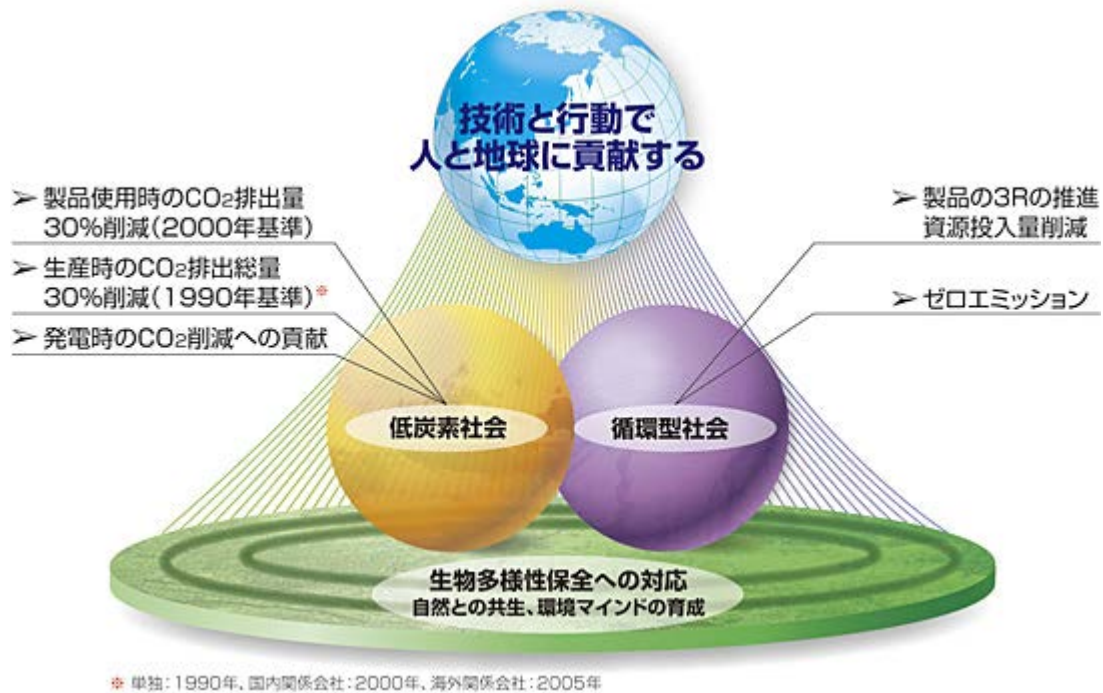 技術と行動で
人と地球に貢献する
➢ 製品使用時のCO₂排出量
30%削減(2000年基準)
➢ 生産時のCO₂排出総量
30%削減(1990年基準)※
➢ 発電時のCO₂削減への貢献
➢ 製品の3Rの推進
資源投入量削減
➢ ゼロエミッション
低炭素社会
循環型社会
生物多様性保全への対応
自然との共生、環境マインドの育成
※ 単独：1990年、国内関係会社：2000年、海外関係会社：2005年